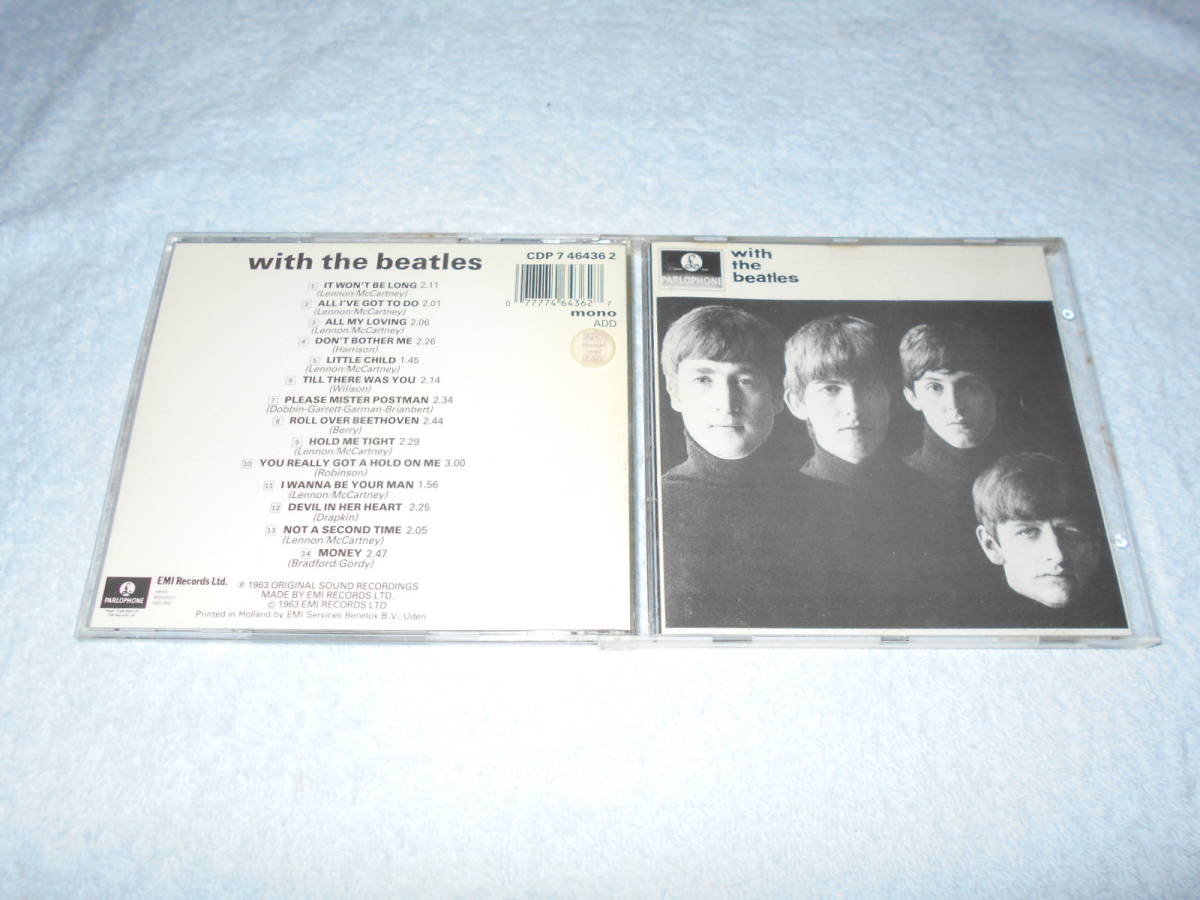 with the beatles
CDP 7 46436 2
0 77774 64362 7
mono
ADD
1 IT WON'T BE LONG 2.11
(Lennon/McCartney)
2 ALL I'VE GOT TO DO 2.01
(Lennon/McCartney)
3 ALL MY LOVING 2.06
(Lennon/McCartney)
4 DON'T BOTHER ME 2.26
(Harrison)
5 LITTLE CHILD 1.45
(Lennon/McCartney)
6 TILL THERE WAS YOU 2.14
(Willson)
7 PLEASE MISTER POSTMAN 2.34
(Dobbin-Garrett-Garman-Brianbert)
8 ROLL OVER BEETHOVEN 2.44
(Berry)
9 HOLD ME TIGHT 2.29
(Lennon/McCartney)
10 YOU REALLY GOT A HOLD ON ME 3.00
(Robinson)
11 I WANNA BE YOUR MAN 1.56
(Lennon/McCartney)
12 DEVIL IN HER HEART 2.25
(Drapkin)
13 NOT A SECOND TIME 2.05
(Lennon/McCartney)
14 MONEY 2.47
(Bradford/Gordy)
PARLOPHONE
EMI Records Ltd.
℗ 1963 ORIGINAL SOUND RECORDINGS
MADE BY EMI RECORDS LTD.
© 1963 EMI RECORDS LTD
Printed in Holland by EMI Services Benelux B.V., Uden.
PARLOPHONE
with
the
beatles